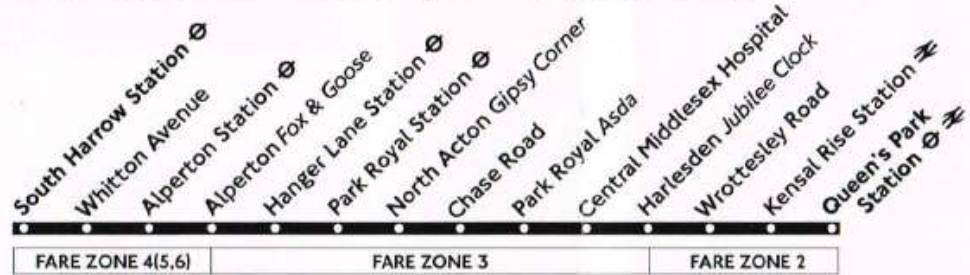 South Harrow Station
Whitton Avenue
Alperton Station
Alperton Fox & Goose
Hanger Lane Station
Park Royal Station
North Acton Gipsy Corner
Chase Road
Park Royal Asda
Central Middlesex Hospital
Harlesden Jubilee Clock
Wrottesley Road
Kensal Rise Station
Queen's Park
Station
FARE ZONE 4(5,6)
FARE ZONE 3
FARE ZONE 2